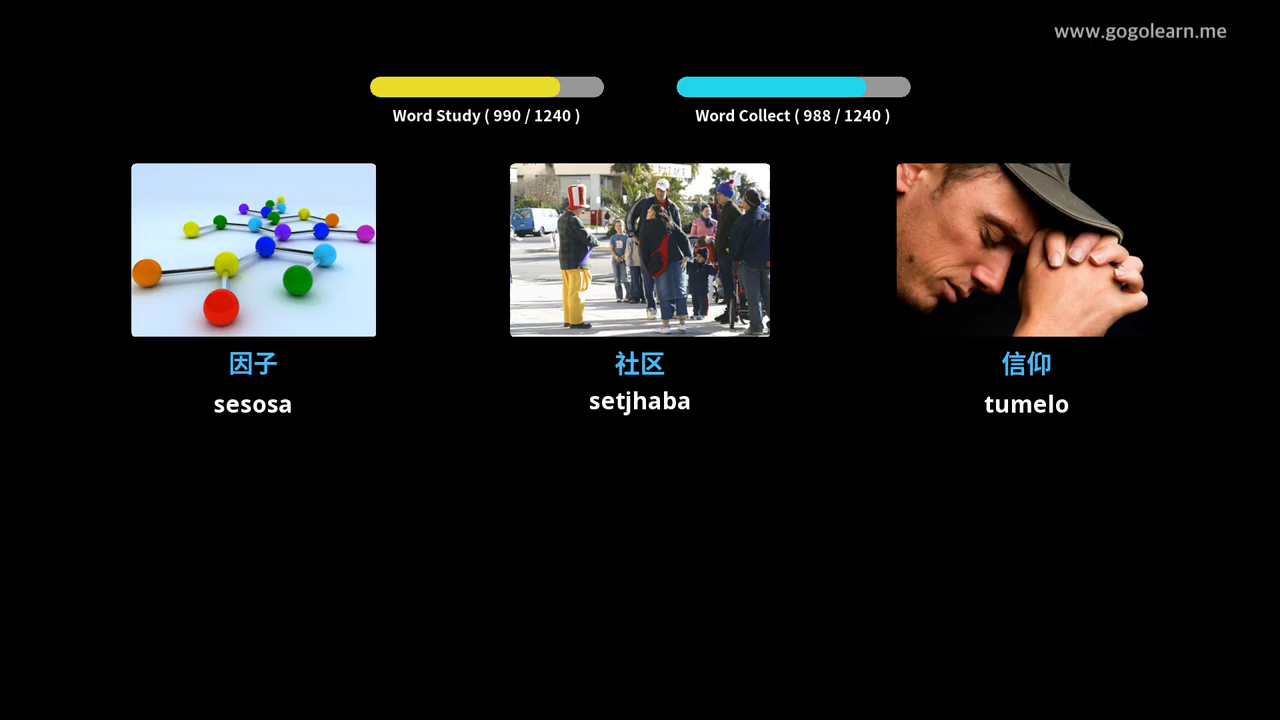 www.gogolearn.me
Word Study ( 990 / 1240 )
Word Collect ( 988 / 1240 )
因子
sesosa
社区
setjhaba
信仰
tumelo